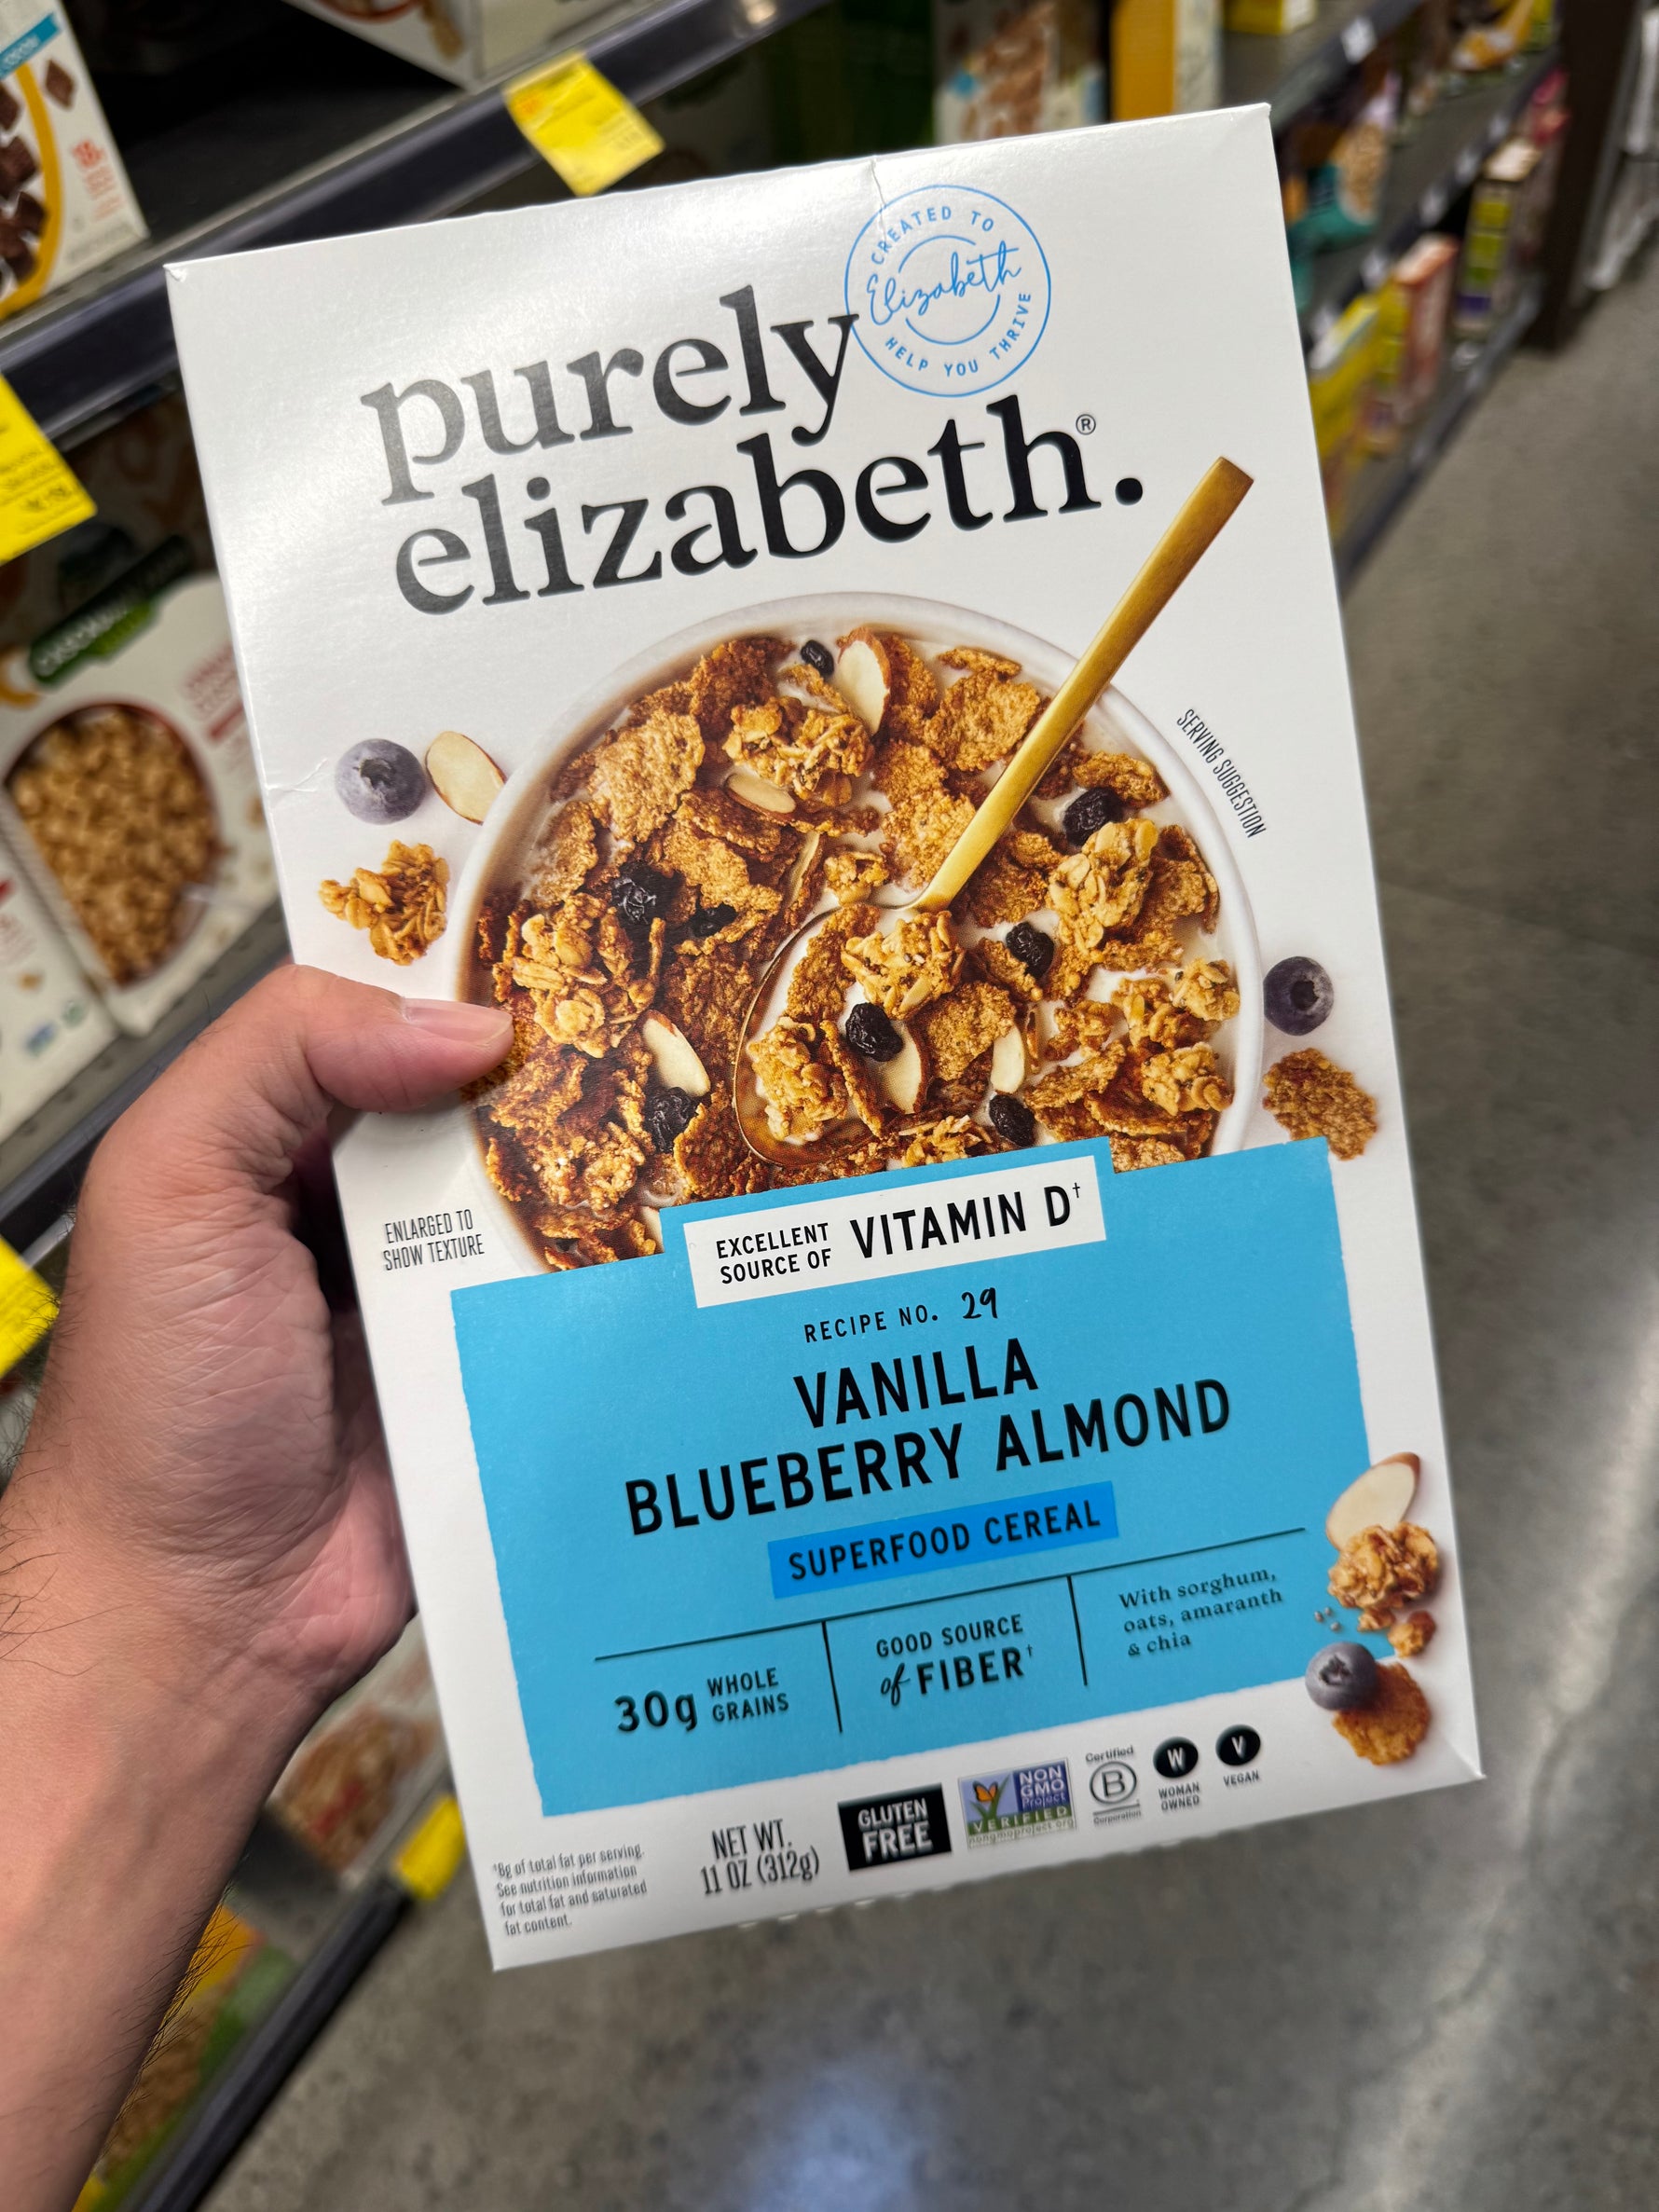 CREATED TO
Elizabeth
HELP YOU THRIVE
purely
elizabeth.®
SERVING SUGGESTION
ENLARGED TO
SHOW TEXTURE
EXCELLENT
SOURCE OF
VITAMIN D†
RECIPE NO. 29
VANILLA
BLUEBERRY ALMOND
SUPERFOOD CEREAL
30g WHOLE
GRAINS
GOOD SOURCE
of FIBER†
With sorghum,
oats, amaranth
& chia
†8g of total fat per serving.
See nutrition information
for total fat and saturated
fat content.
NET WT.
11 OZ (312g)
GLUTEN
FREE
NON
GMO
Project
VERIFIED
nongmoproject.org
Certified
B
Corporation
W
WOMAN
OWNED
V
VEGAN